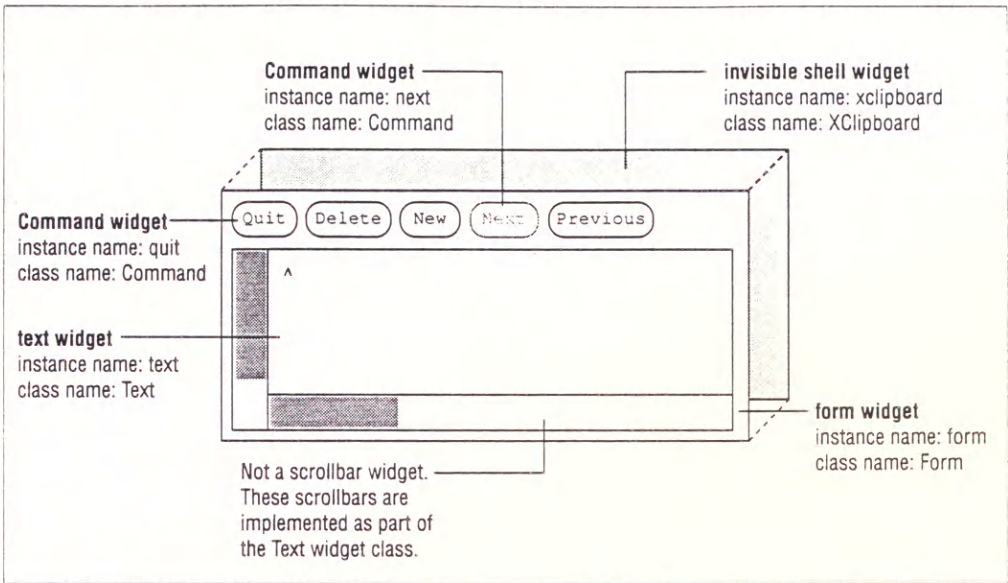 Command widget
instance name: next
class name: Command
invisible shell widget
instance name: xclipboard
class name: XClipboard
Command widget
instance name: quit
class name: Command
Quit Delete New Next Previous
^
text widget
instance name: text
class name: Text
form widget
instance name: form
class name: Form
Not a scrollbar widget.
These scrollbars are
implemented as part of
the Text widget class.